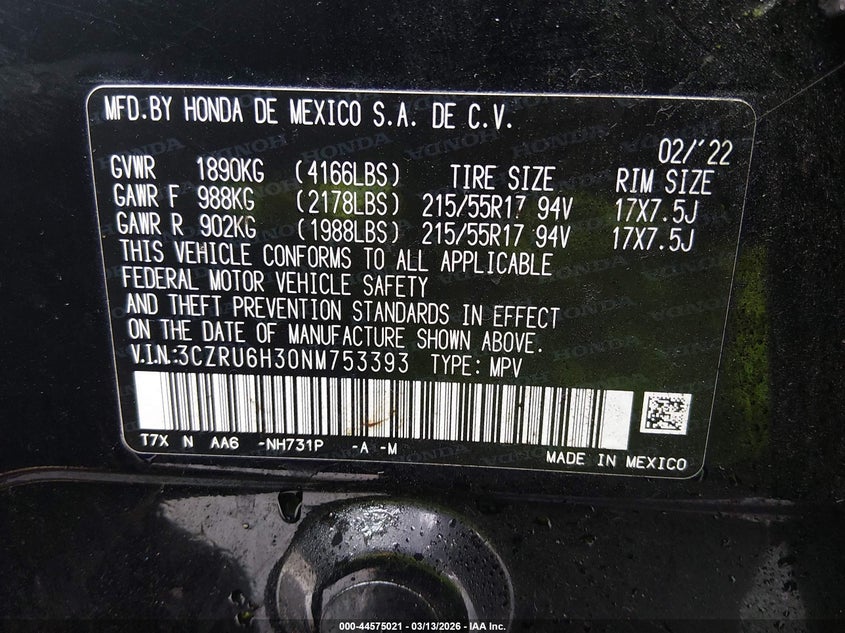 MFD.BY HONDA DE MEXICO S.A. DE C.V.
02/'22
GVWR 1890KG (4166LBS) TIRE SIZE RIM SIZE
GAWR F 988KG (2178LBS) 215/55R17 94V 17X7.5J
GAWR R 902KG (1988LBS) 215/55R17 94V 17X7.5J
THIS VEHICLE CONFORMS TO ALL APPLICABLE
FEDERAL MOTOR VEHICLE SAFETY
AND THEFT PREVENTION STANDARDS IN EFFECT
ON THE DATE OF MANUFACTURE SHOWN ABOVE.
V.I.N.:3CZRU6H30NM753393 TYPE: MPV
T7X N AA6 -NH731P -A -M
MADE IN MEXICO
000-44575021 - 03/13/2026 - IAA Inc.